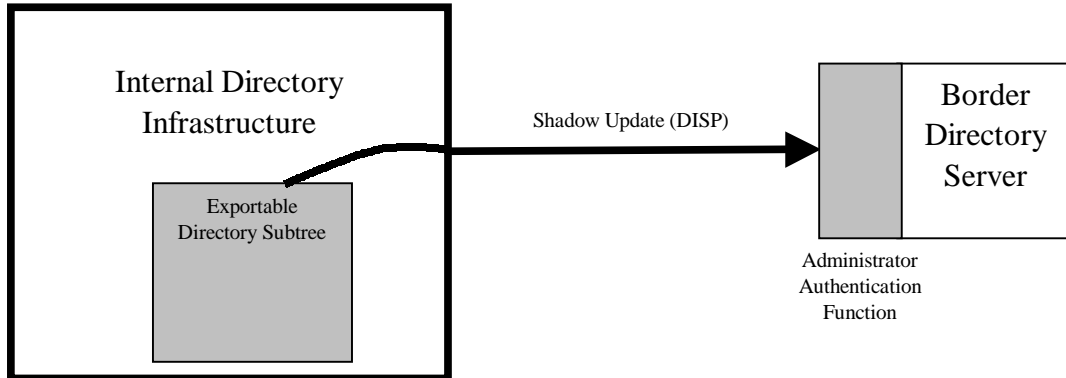 Internal Directory
Infrastructure
Exportable
Directory Subtree
Shadow Update (DISP)
Border
Directory
Server
Administrator
Authentication
Function